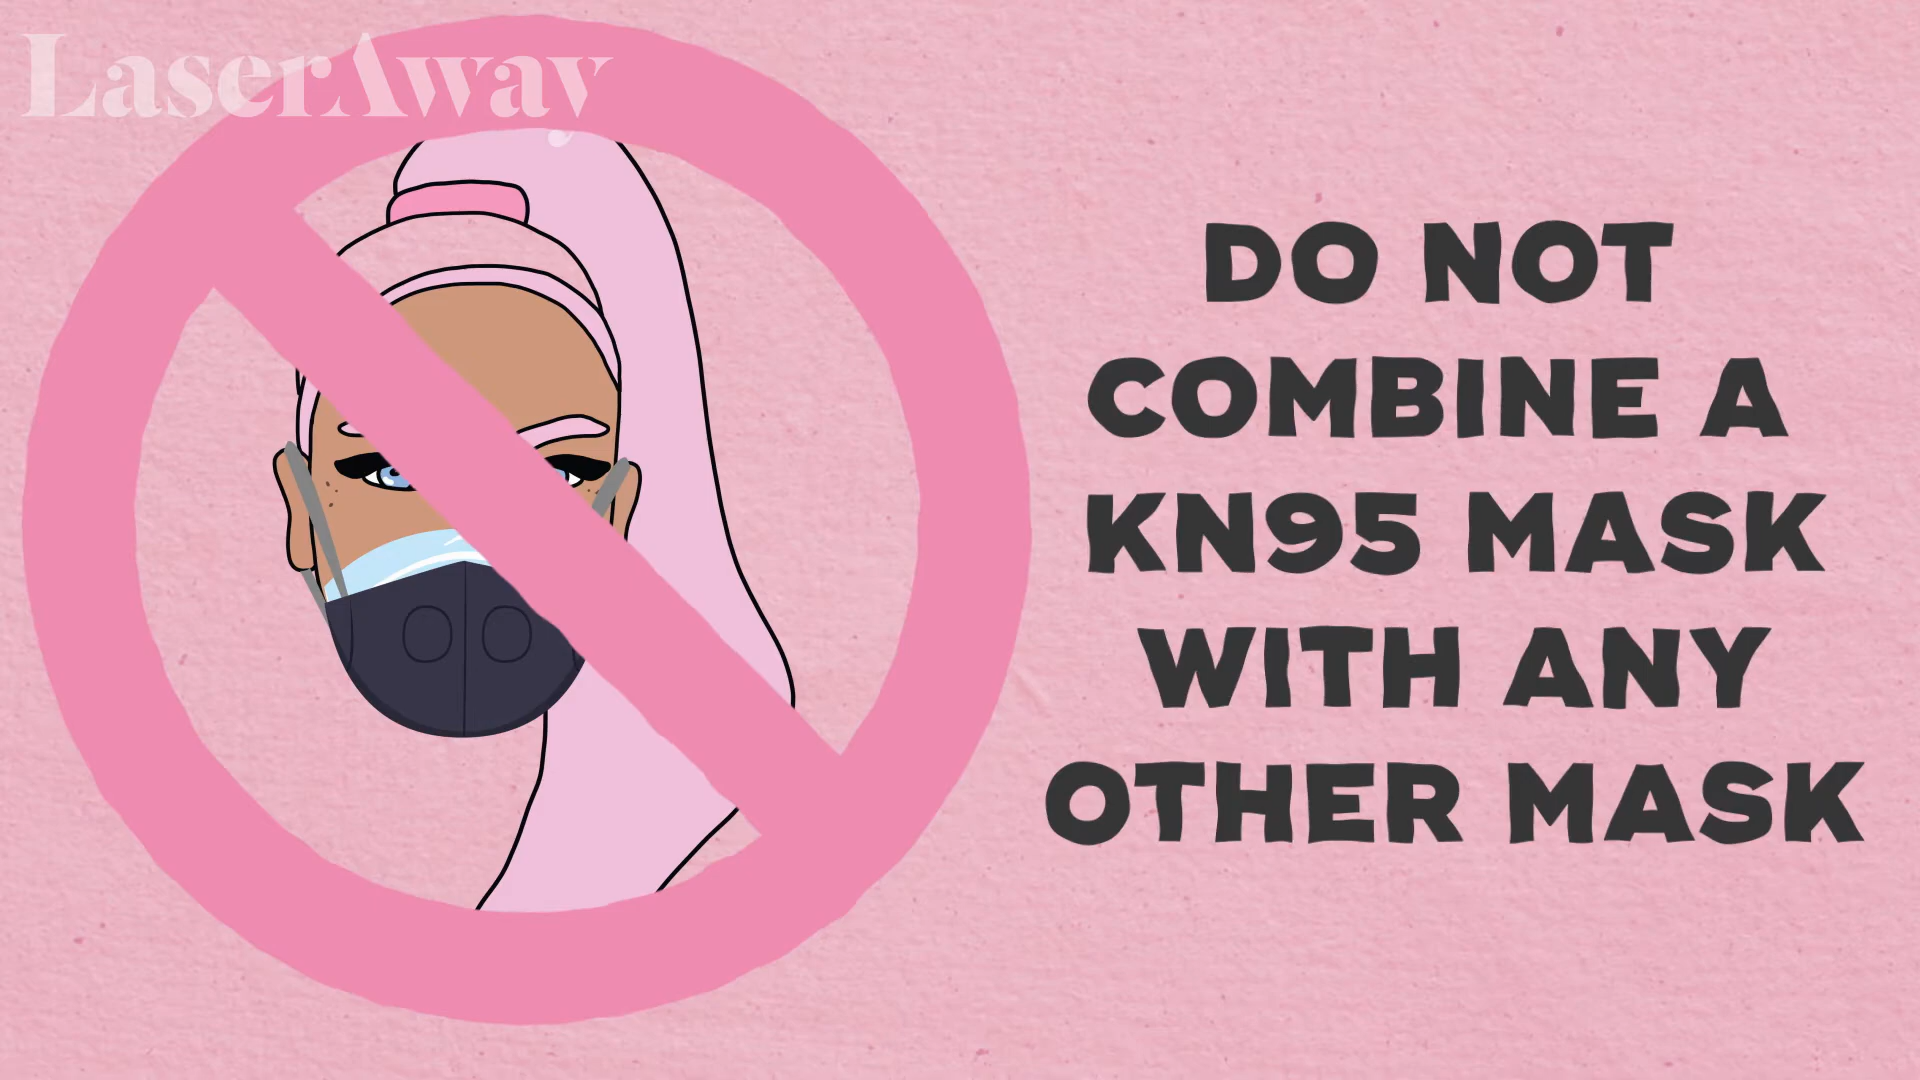 LaserAway
DO NOT
COMBINE A
KN95 MASK
WITH ANY
OTHER MASK